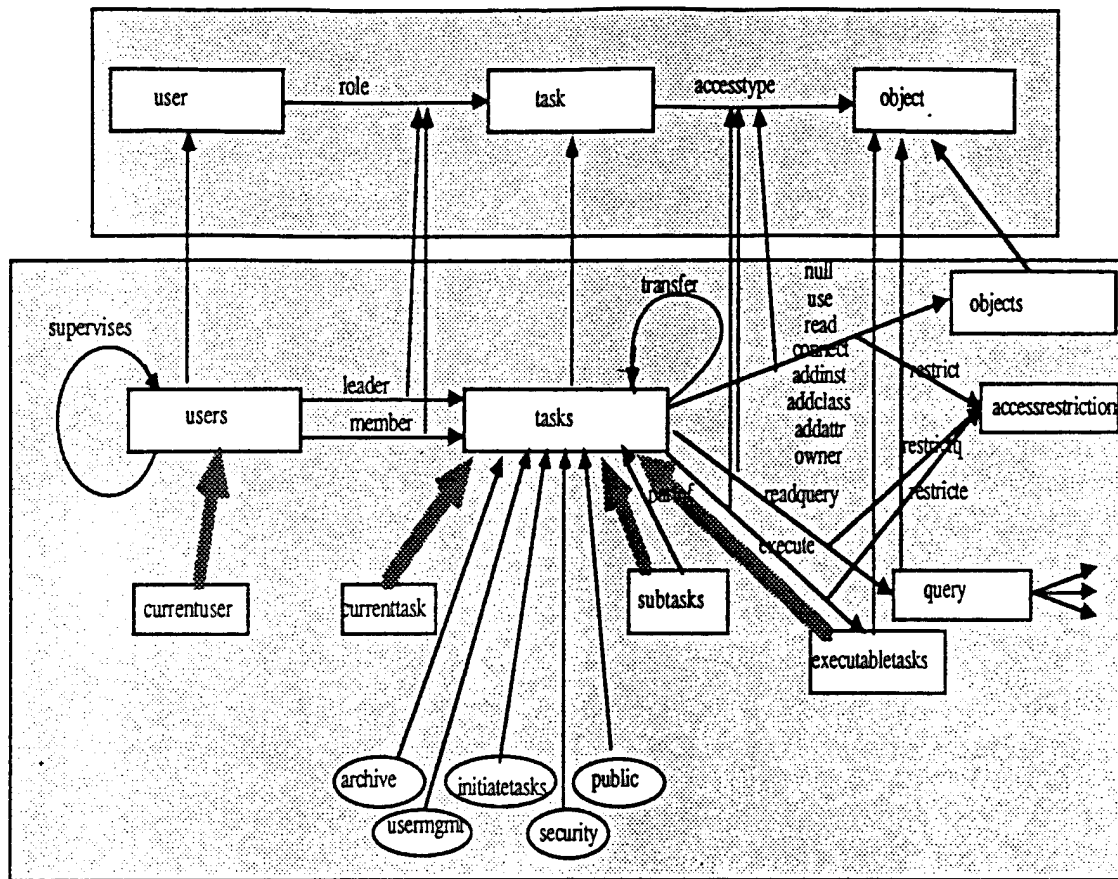 user
role
task
accesstype
object
supervises
users
leader
member
transfer
tasks
null
use
read
connect
addinst
addclass
addattr
owner
objects
restrict
accessrestriction
restrictq
restricte
partof
readquery
execute
currentuser
currenttask
subtasks
query
executabletasks
archive
initiatetasks
public
usermgmt
security